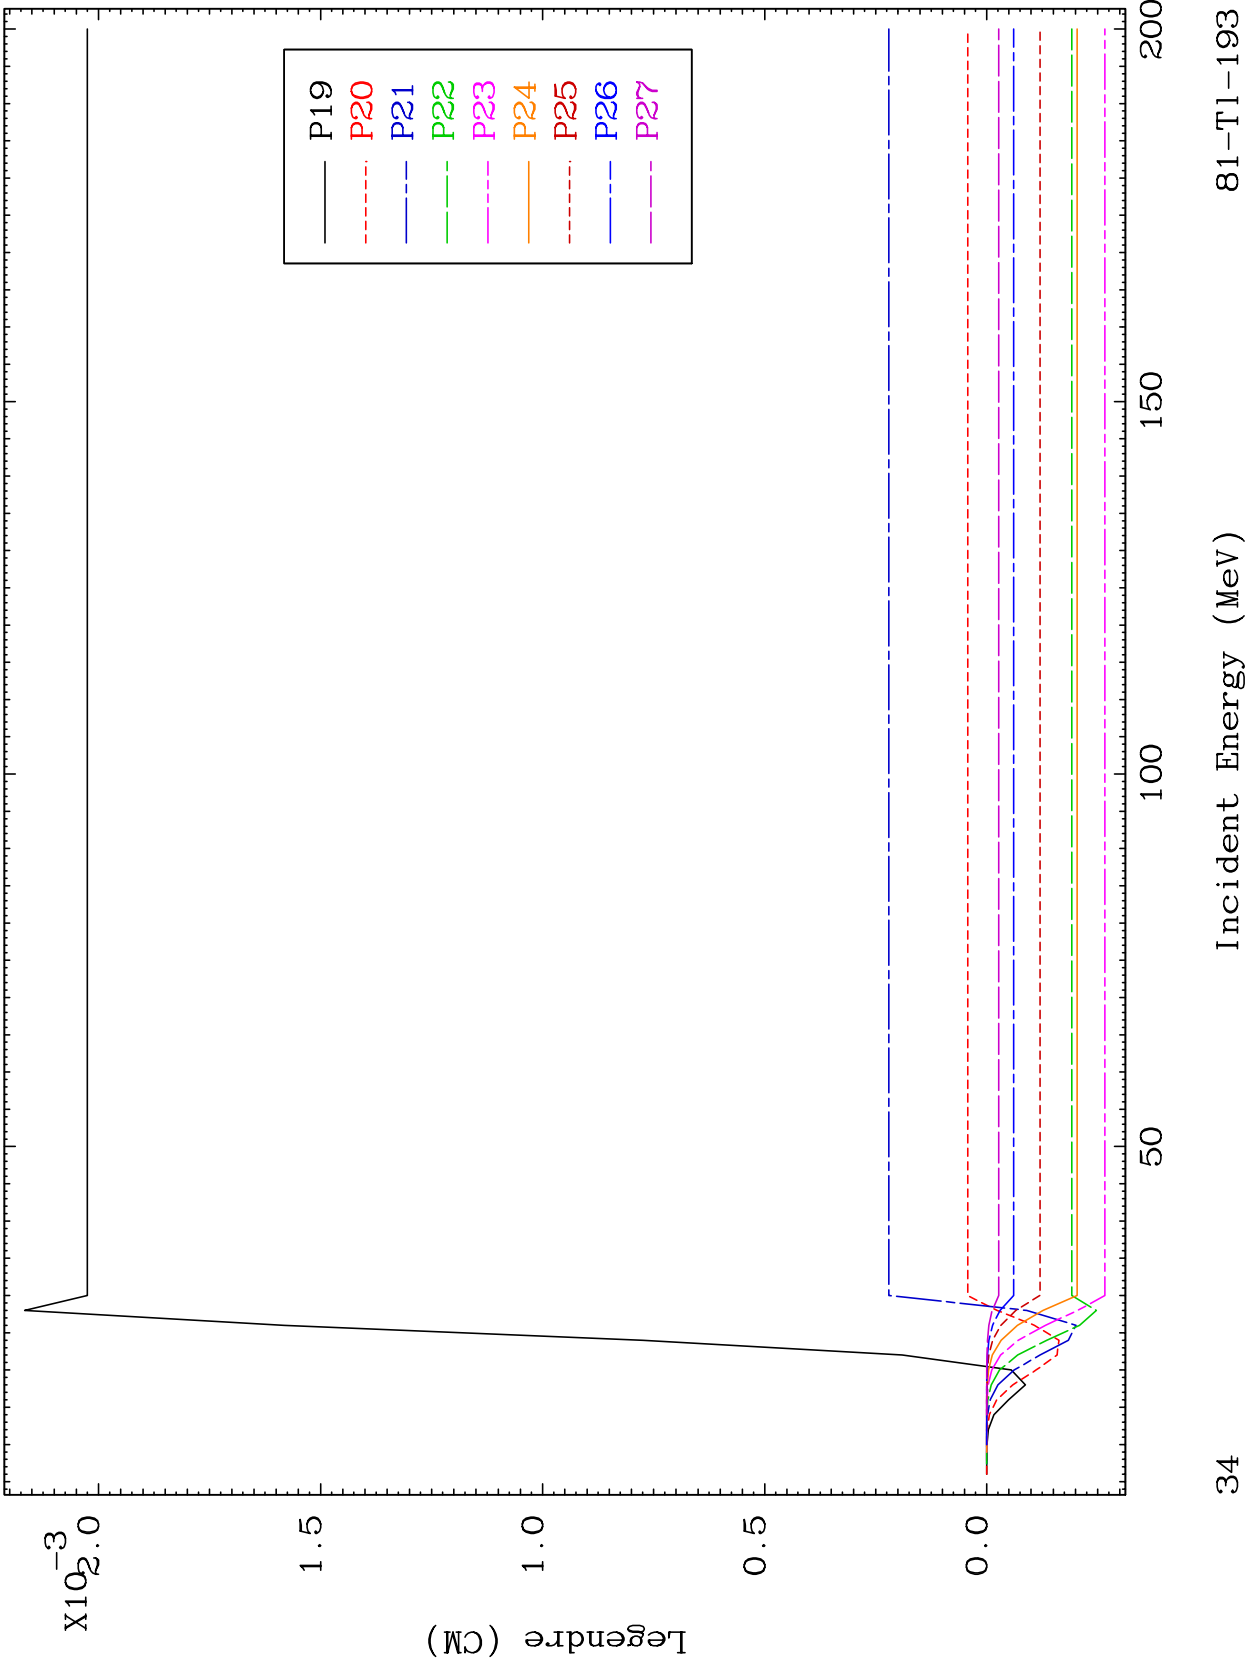 X10-3
2.0
1.5
1.0
0.5
0.0
Legendre (CM)
P19
P20
P21
P22
P23
P24
P25
P26
P27
50
100
150
200
Incident Energy (MeV)
34
81-Tl-193